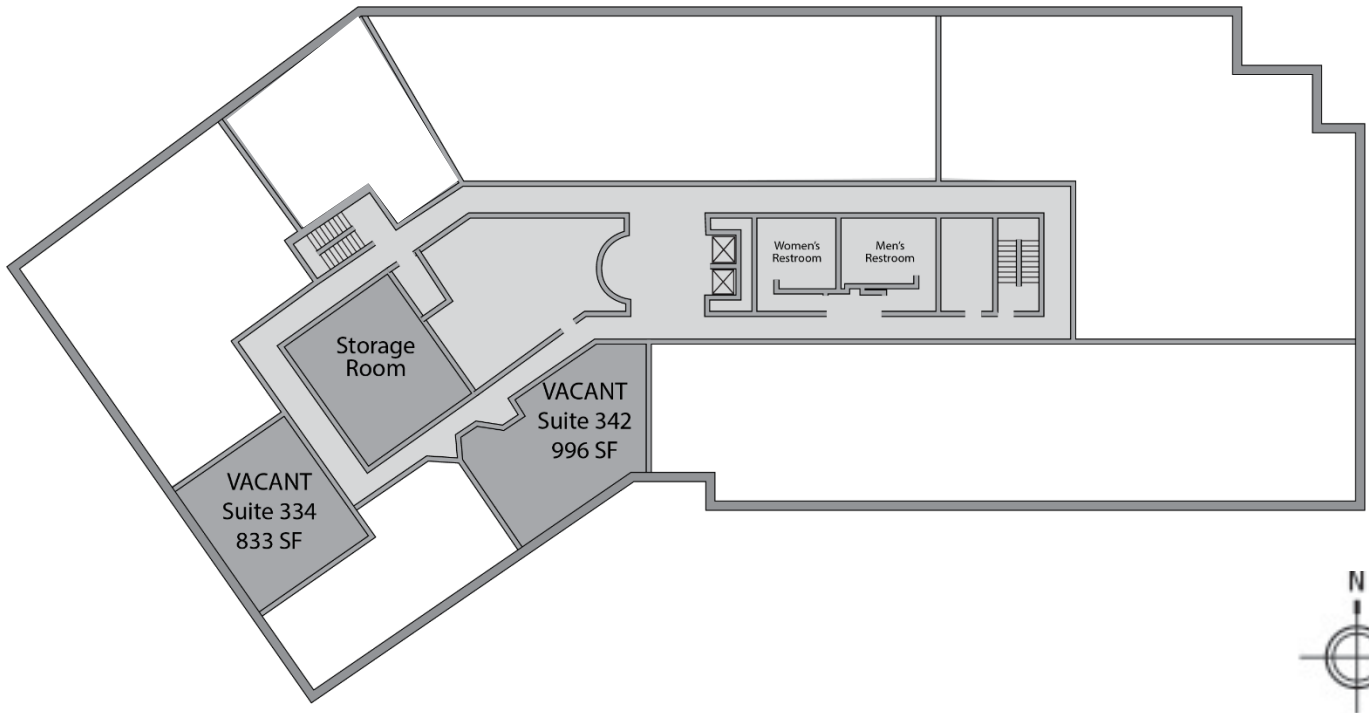 Women's
Restroom
Men's
Restroom
Storage
Room
VACANT
Suite 342
996 SF
VACANT
Suite 334
833 SF
N